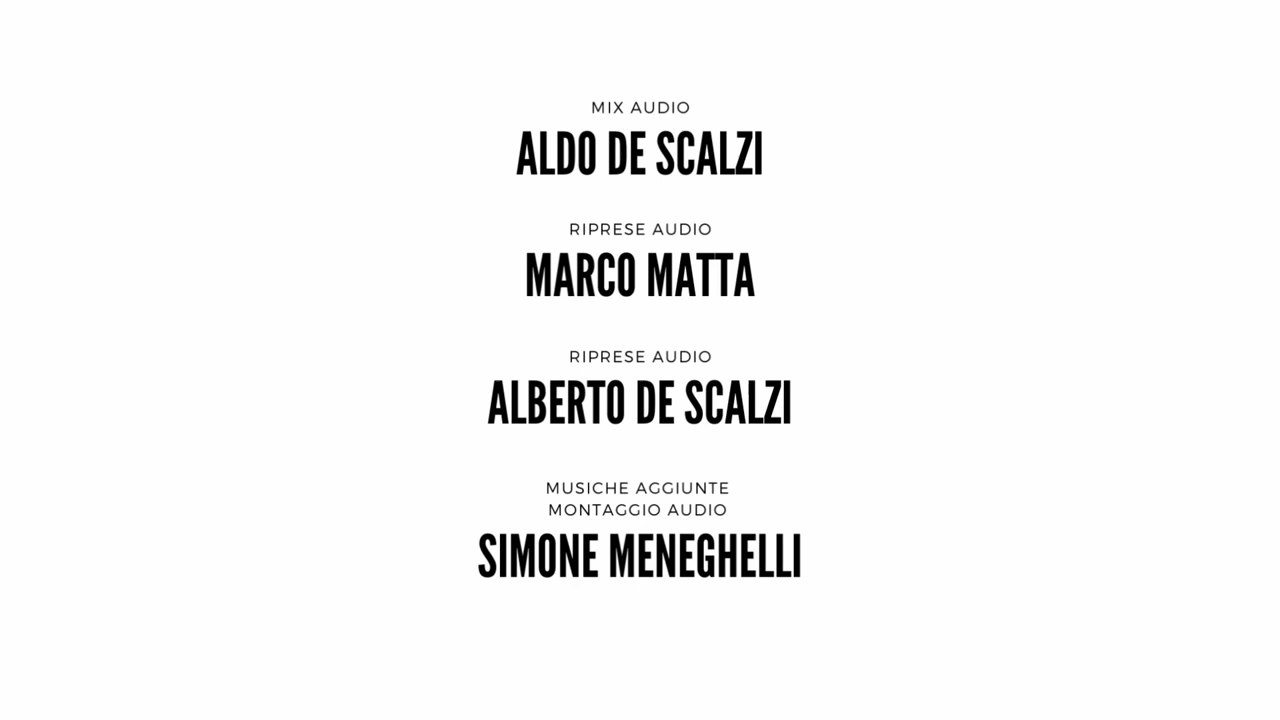 MIX AUDIO
ALDO DE SCALZI
RIPRESE AUDIO
MARCO MATTA
RIPRESE AUDIO
ALBERTO DE SCALZI
MUSICHE AGGIUNTE
MONTAGGIO AUDIO
SIMONE MENEGHELLI